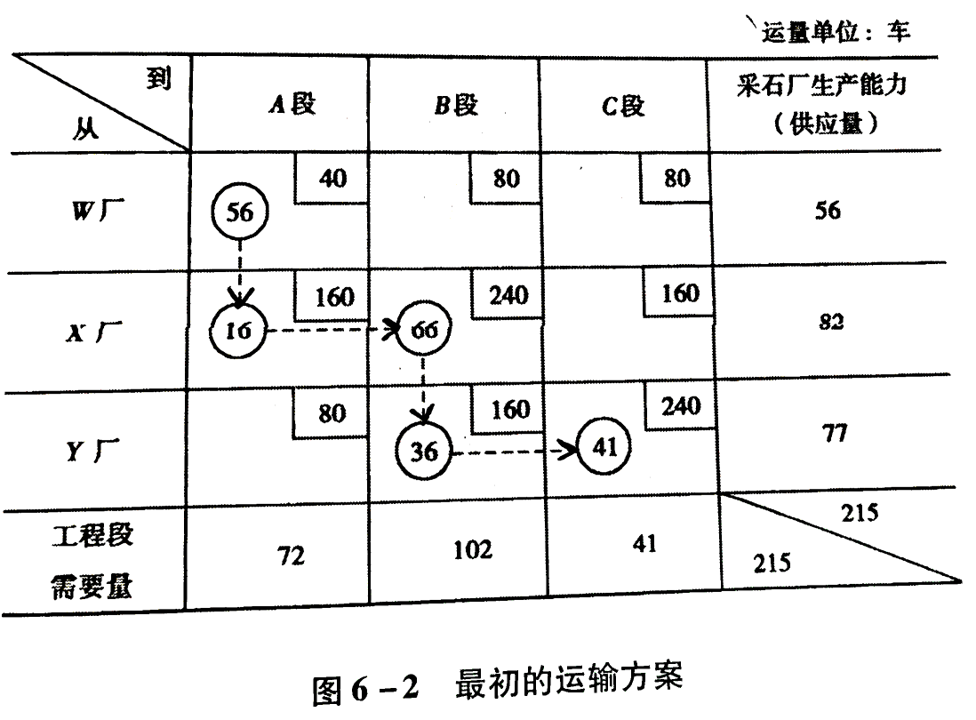 运量单位：车
到
从
A段 B段 C段 采石厂生产能力
（供应量）
W厂 56 40 80 80 56
X厂 16 160 66 240 160 82
Y厂 80 36 160 41 240 77
工程段
需要量 72 102 41 215 215
图6-2 最初的运输方案